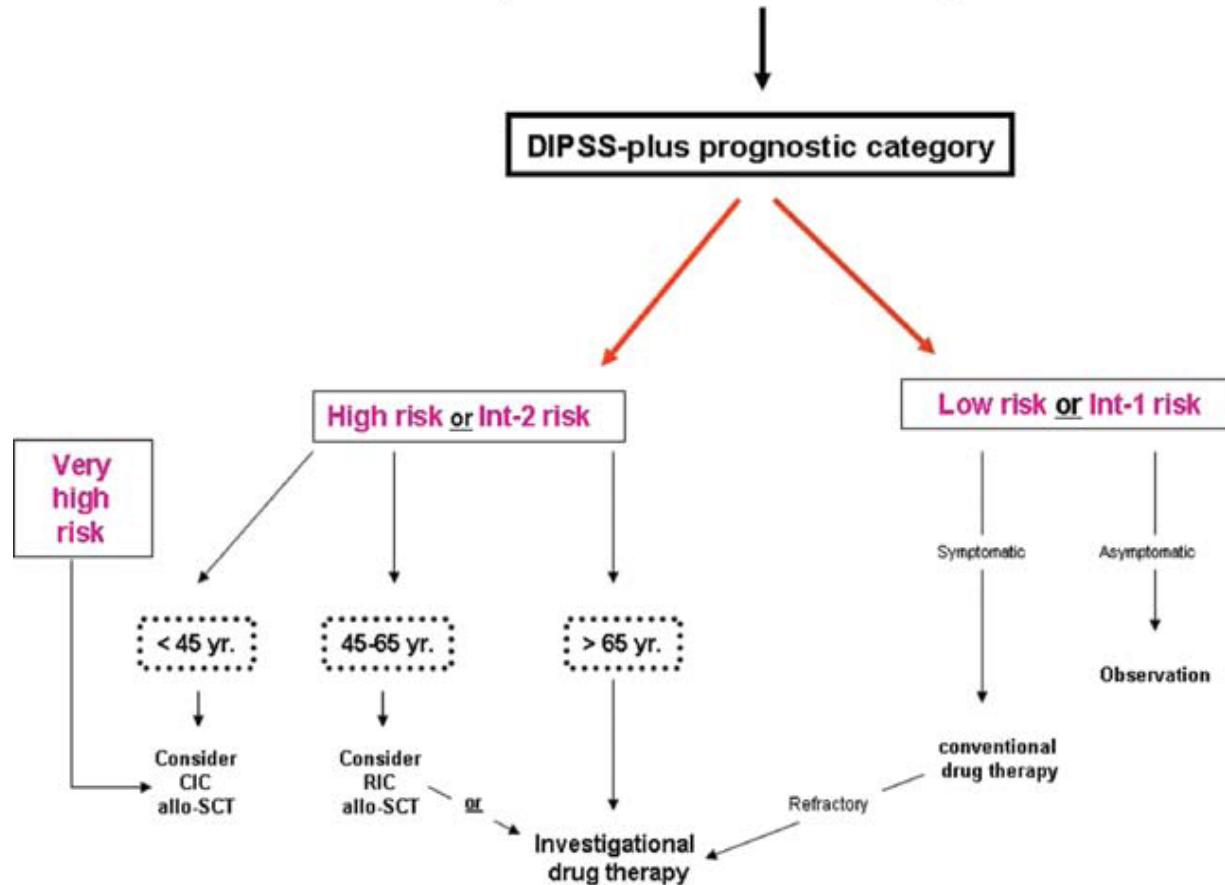 DIPSS-plus prognostic category
High risk or Int-2 risk
Low risk or Int-1 risk
Very
high
risk
Symptomatic
Asymptomatic
< 45 yr.
45-65 yr.
> 65 yr.
Observation
Consider
CIC
allo-SCT
Consider
RIC
allo-SCT
conventional
drug therapy
or
Refractory
Investigational
drug therapy